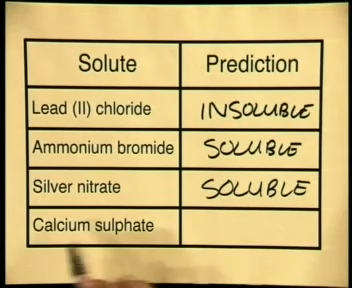 Solute Prediction
Lead (II) chloride INSOLUBLE
Ammonium bromide SOLUBLE
Silver nitrate SOLUBLE
Calcium sulphate